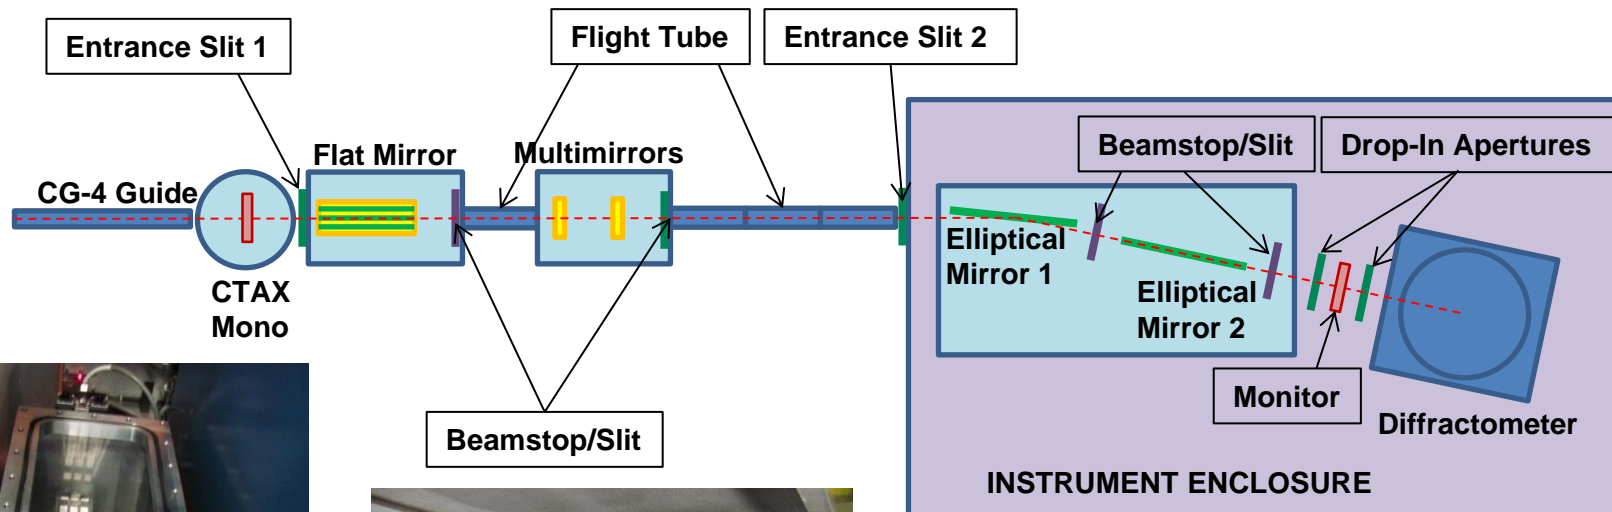 Entrance Slit 1
Flight Tube
Entrance Slit 2
Beamstop/Slit
Drop-In Apertures
Flat Mirror
Multimirrors
CG-4 Guide
Elliptical
Mirror 1
CTAX
Mono
Elliptical
Mirror 2
Monitor
Diffractometer
Beamstop/Slit
INSTRUMENT ENCLOSURE